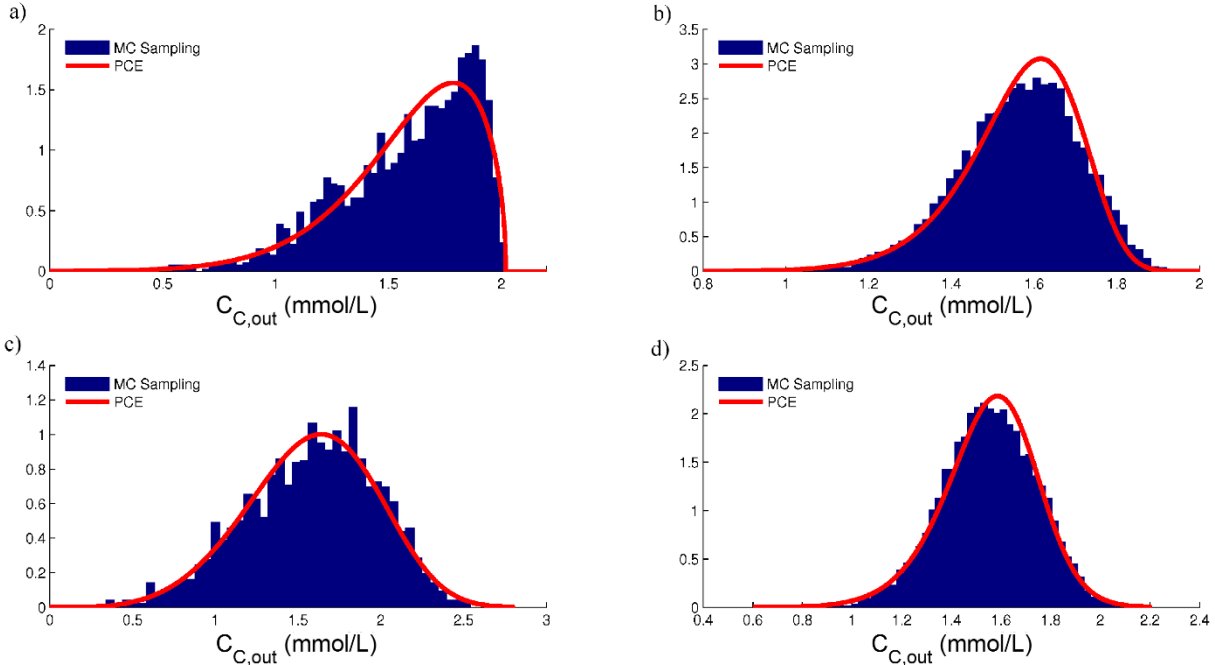 a)
2
1.5
1
0.5
0
MC Sampling
PCE
0 0.5 1 1.5 2
C_C,out (mmol/L)
b)
3.5
3
2.5
2
1.5
1
0.5
0
MC Sampling
PCE
0.8 1 1.2 1.4 1.6 1.8 2
C_C,out (mmol/L)
c)
1.4
1.2
1
0.8
0.6
0.4
0.2
0
MC Sampling
PCE
0 0.5 1 1.5 2 2.5 3
C_C,out (mmol/L)
d)
2.5
2
1.5
1
0.5
0
MC Sampling
PCE
0.4 0.6 0.8 1 1.2 1.4 1.6 1.8 2 2.2 2.4
C_C,out (mmol/L)